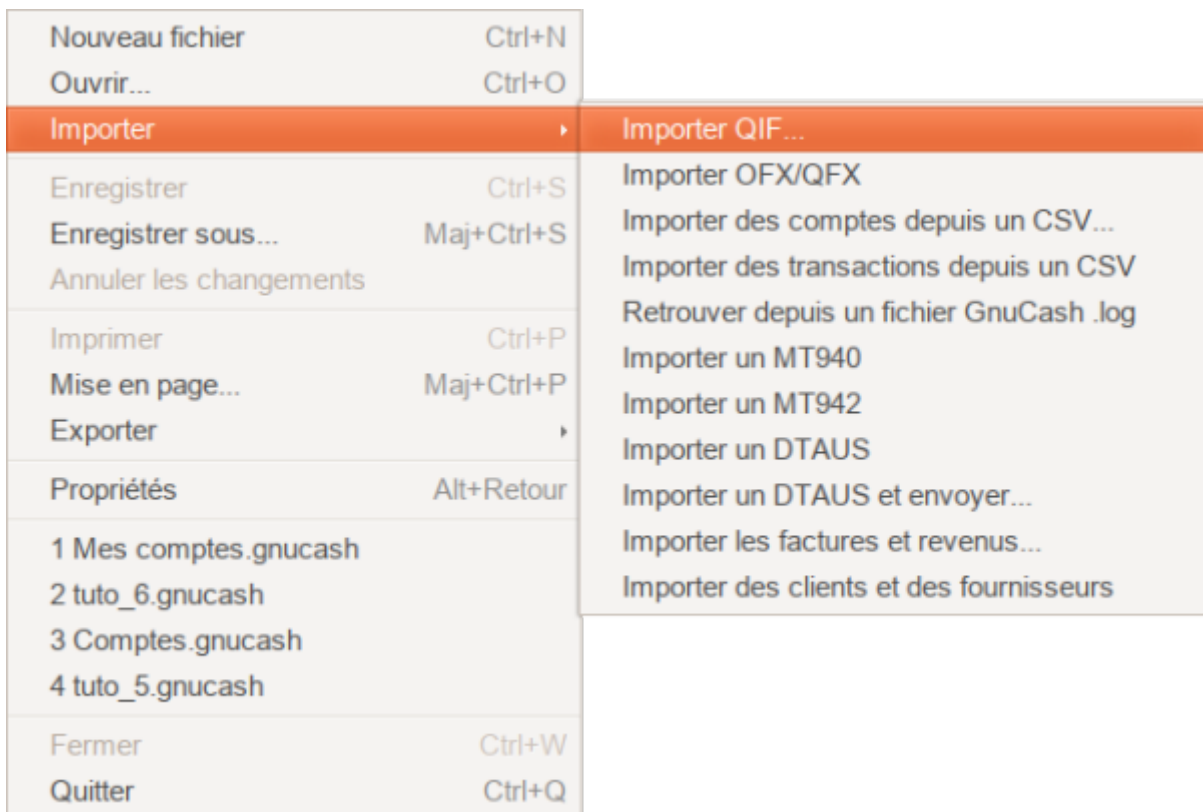 Nouveau fichier Ctrl+N
Ouvrir... Ctrl+O
Importer
Enregistrer Ctrl+S
Enregistrer sous... Maj+Ctrl+S
Annuler les changements
Imprimer Ctrl+P
Mise en page... Maj+Ctrl+P
Exporter
Propriétés Alt+Retour
1 Mes comptes.gnucash
2 tuto_6.gnucash
3 Comptes.gnucash
4 tuto_5.gnucash
Fermer Ctrl+W
Quitter Ctrl+Q
Importer QIF...
Importer OFX/QFX
Importer des comptes depuis un CSV...
Importer des transactions depuis un CSV
Retrouver depuis un fichier GnuCash .log
Importer un MT940
Importer un MT942
Importer un DTAUS
Importer un DTAUS et envoyer...
Importer les factures et revenus...
Importer des clients et des fournisseurs